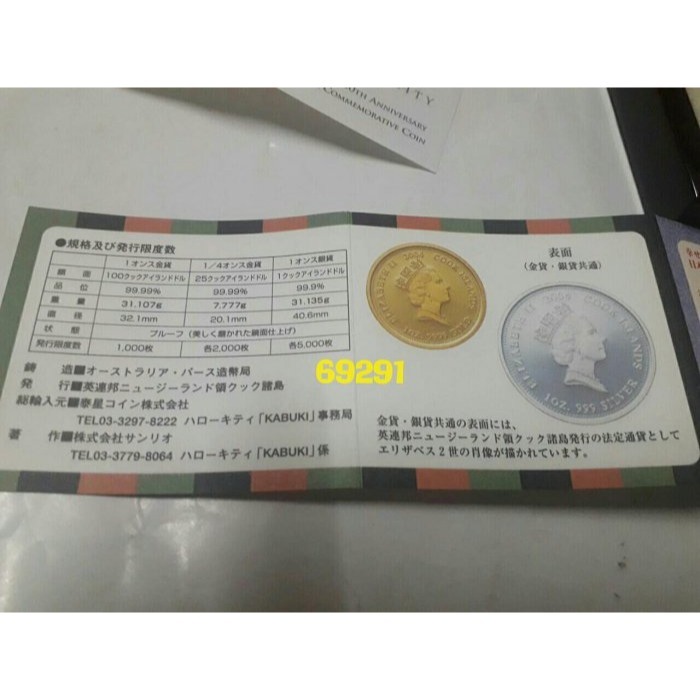 ITY
0TH ANNIVERSARY
COMMEMORATIVE COIN
●規格及び発行限度数
1オンス金貨 1/4オンス金貨 1オンス銀貨
額面 100クックアイランドドル 25クックアイランドドル 1クックアイランドドル
品位 99.99% 99.99% 99.9%
重量 31.107g 7.777g 31.135g
直径 32.1mm 20.1mm 40.6mm
状態 プルーフ(美しく磨かれた鏡面仕上げ)
発行限度数 1,000枚 各2,000枚 各5,000枚
鋳造■オーストラリア・パース造幣局
発行■英連邦ニュージーランド領クック諸島
総輸入元■泰星コイン株式会社
TEL03-3297-8222 ハローキティ「KABUKI」事務局
著作■株式会社サンリオ
TEL03-3779-8064 ハローキティ「KABUKI」係
69291
ELIZABETH II 2004 COOK ISLANDS
1OZ. 9999 GOLD
表面
(金貨・銀貨共通)
ELIZABETH II 2004 COOK ISLANDS
1OZ. 999 SILVER
金貨・銀貨共通の表面には、
英連邦ニュージーランド領クック諸島発行の法定通貨として
エリザベス2世の肖像が描かれています。